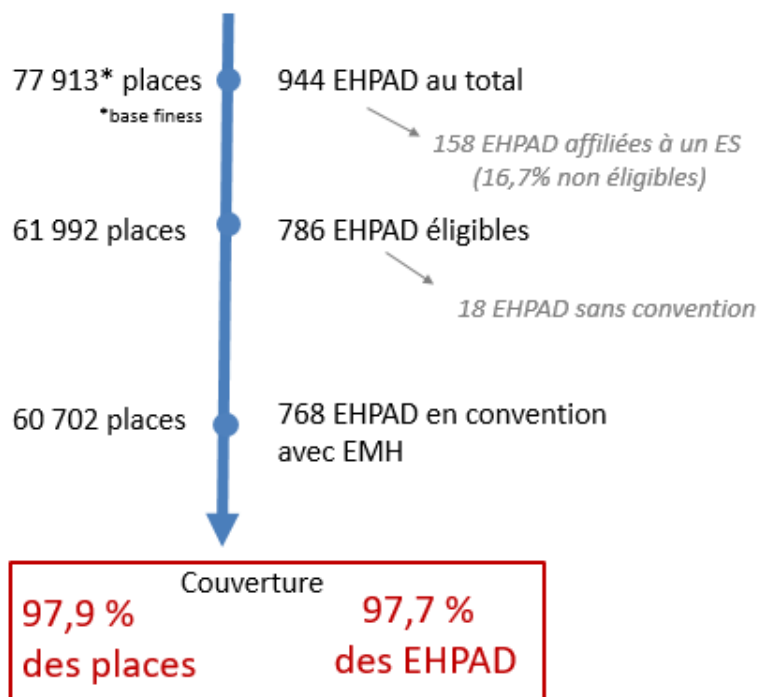 77 913* places
*base finess
944 EHPAD au total
158 EHPAD affiliées à un ES
(16,7% non éligibles)
61 992 places
786 EHPAD éligibles
18 EHPAD sans convention
60 702 places
768 EHPAD en convention
avec EMH
Couverture
97,9 %
des places
97,7 %
des EHPAD